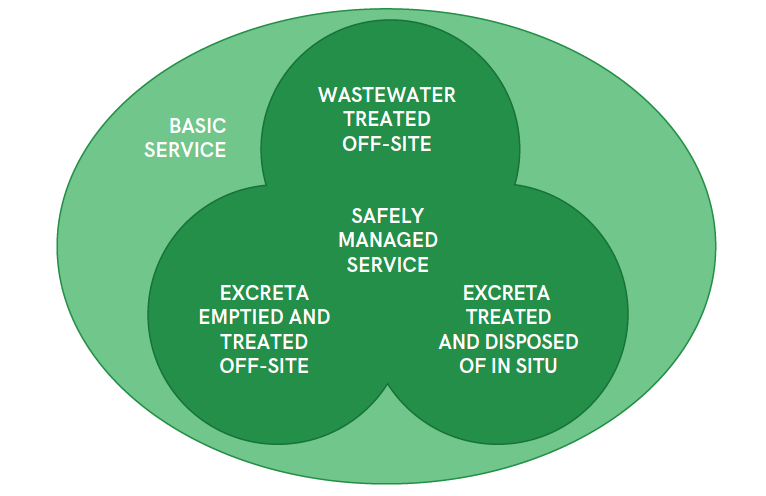 WASTEWATER
TREATED
OFF-SITE
BASIC
SERVICE
SAFELY
MANAGED
SERVICE
EXCRETA
EMPTIED AND
TREATED
OFF-SITE
EXCRETA
TREATED
AND DISPOSED
OF IN SITU